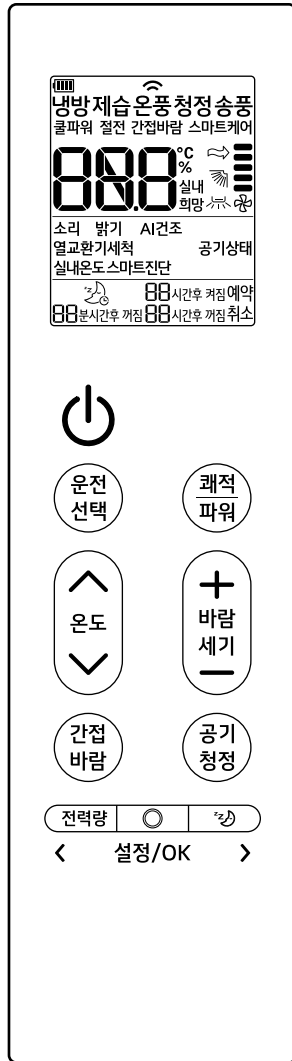 냉방 제습 온풍 청정 송풍
쿨파워 절전 간접바람 스마트케어
88.8 °C
%
실내
희망
소리 밝기 AI건조
열교환기세척 공기상태
실내온도 스마트진단
88시간후 켜짐 예약
88분시간후 꺼짐 88시간후 꺼짐 취소
운전
선택
쾌적
파워
온도
바람
세기
간접
바람
공기
청정
전력량
설정/OK